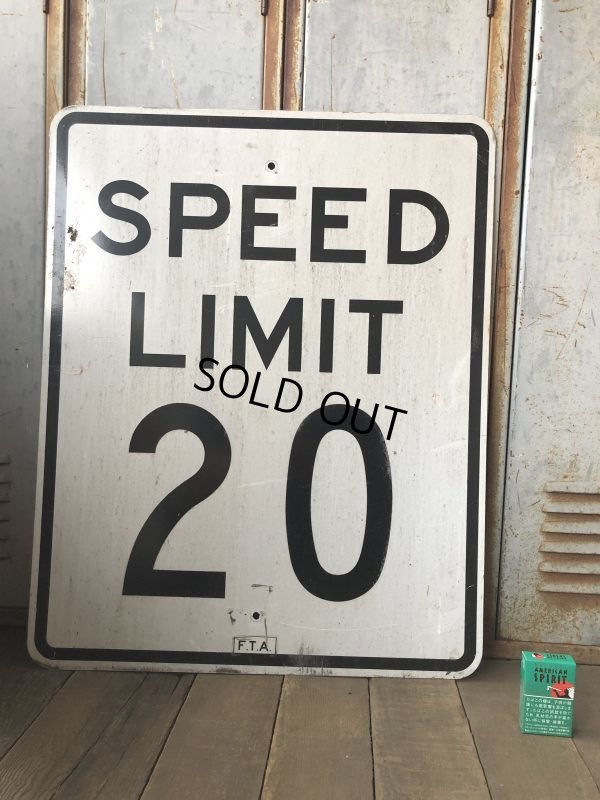 SPEED
LIMIT
SOLD OUT
20
F.T.A.
AMERICAN
SPIRIT